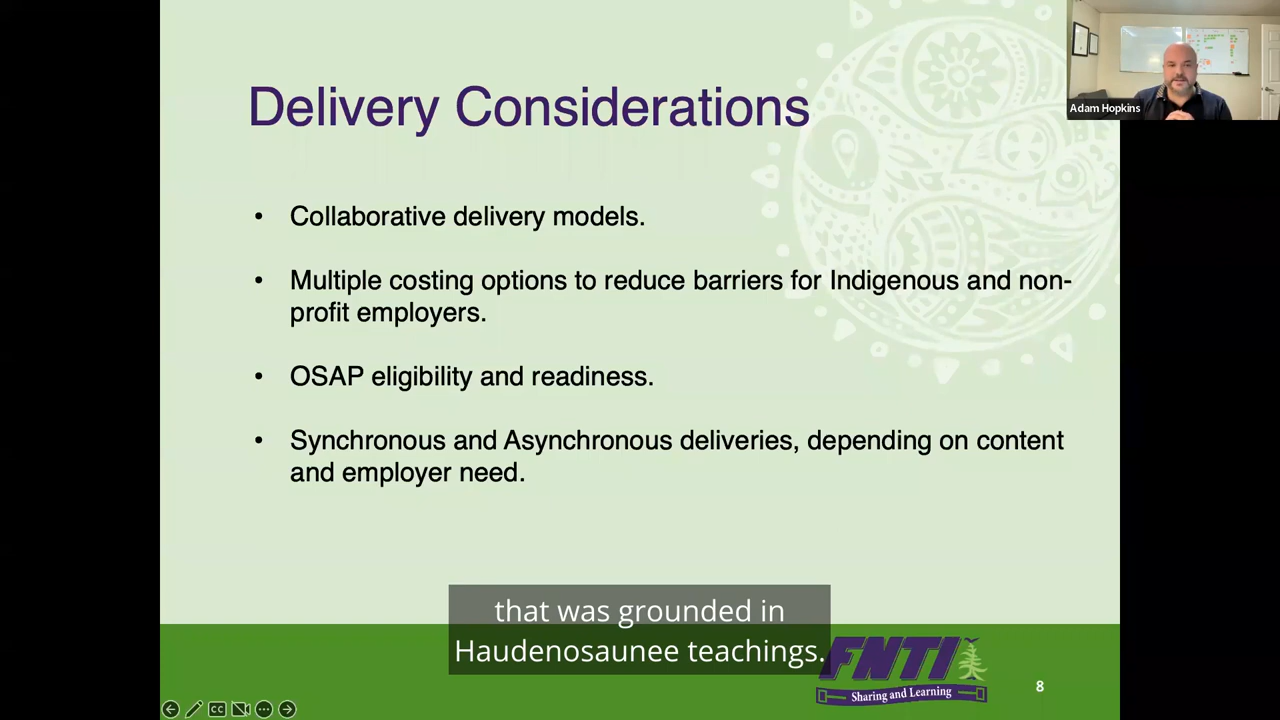 Delivery Considerations
Adam Hopkins
• Collaborative delivery models.
• Multiple costing options to reduce barriers for Indigenous and non-
profit employers.
• OSAP eligibility and readiness.
• Synchronous and Asynchronous deliveries, depending on content
and employer need.
that was grounded in
Haudenosaunee teachings.
FNTI
Sharing and Learning
8
CC